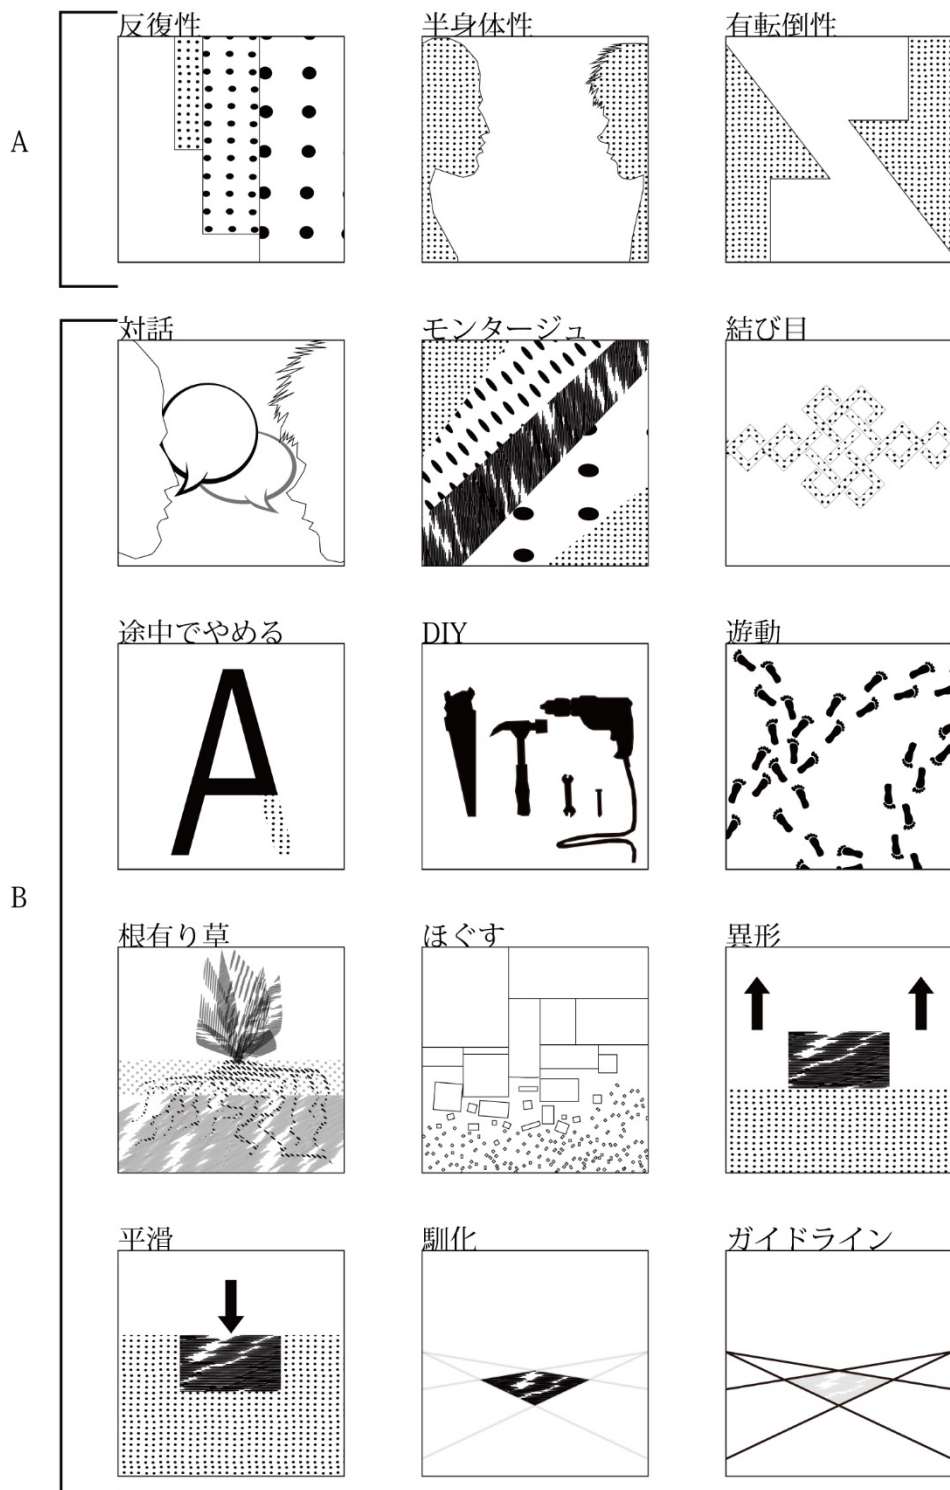 反復性
半身体性
有転倒性
A
対話
モンタージュ
結び目
途中でやめる
DIY
遊動
B
根有り草
ほぐす
異形
平滑
馴化
ガイドライン